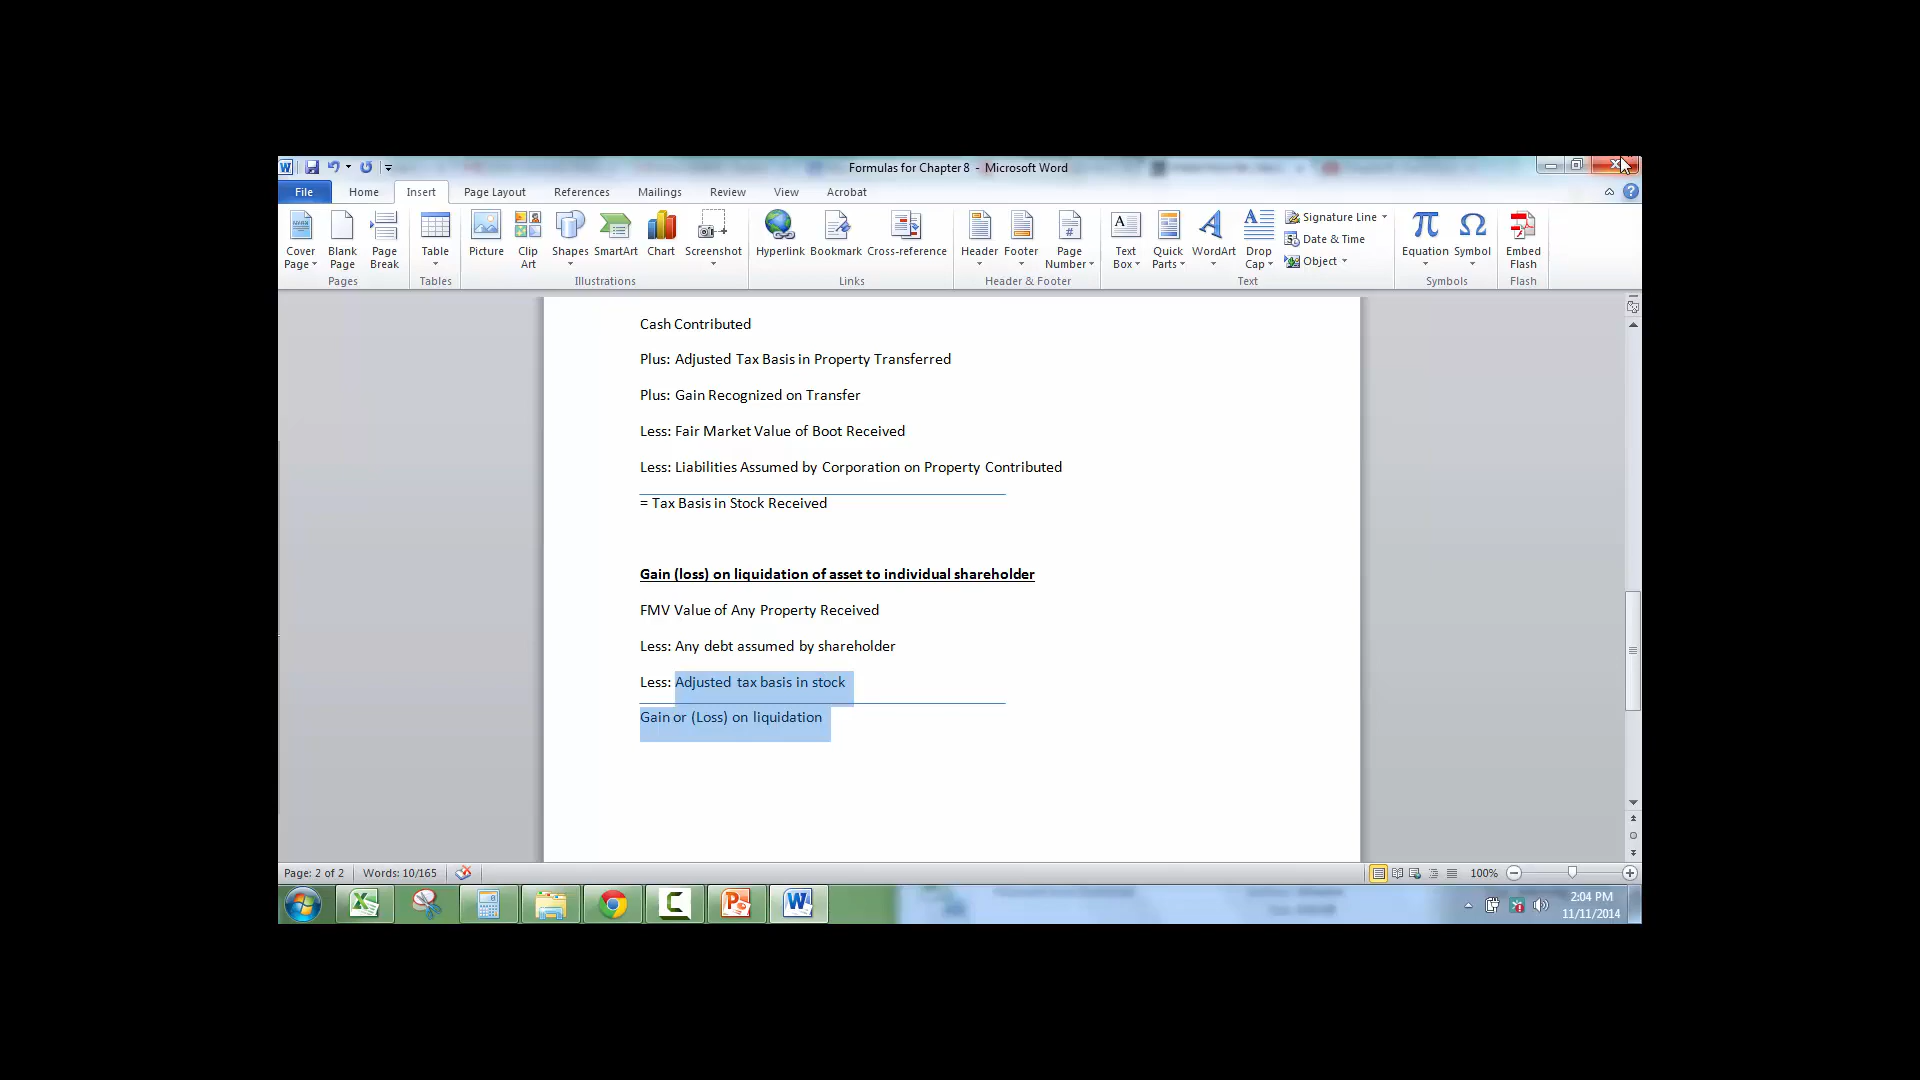 Formulas for Chapter 8 - Microsoft Word
File Home Insert Page Layout References Mailings Review View Acrobat
Cover Page
Blank Page
Page Break
Table
Picture
Clip Art
Shapes
SmartArt
Chart
Screenshot
Hyperlink
Bookmark
Cross-reference
Header
Footer
Page Number
Text Box
Quick Parts
WordArt
Drop Cap
Signature Line
Date & Time
Object
Equation
Symbol
Embed Flash
Pages Tables Illustrations Links Header & Footer Text Symbols Flash
Cash Contributed
Plus: Adjusted Tax Basis in Property Transferred
Plus: Gain Recognized on Transfer
Less: Fair Market Value of Boot Received
Less: Liabilities Assumed by Corporation on Property Contributed
= Tax Basis in Stock Received
Gain (loss) on liquidation of asset to individual shareholder
FMV Value of Any Property Received
Less: Any debt assumed by shareholder
Less: Adjusted tax basis in stock
Gain or (Loss) on liquidation
Page: 2 of 2 Words: 10/165 100%
2:04 PM
11/11/2014